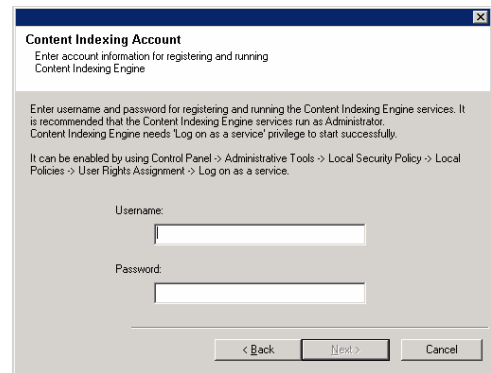 Content Indexing Account
Enter account information for registering and running
Content Indexing Engine
Enter username and password for registering and running the Content Indexing Engine services. It
is recommended that the Content Indexing Engine services run as Administrator.
Content Indexing Engine needs 'Log on as a service' privilege to start successfully.
It can be enabled by using Control Panel -> Administrative Tools -> Local Security Policy -> Local
Policies -> User Rights Assignment -> Log on as a service.
Username:
Password:
< Back Next > Cancel